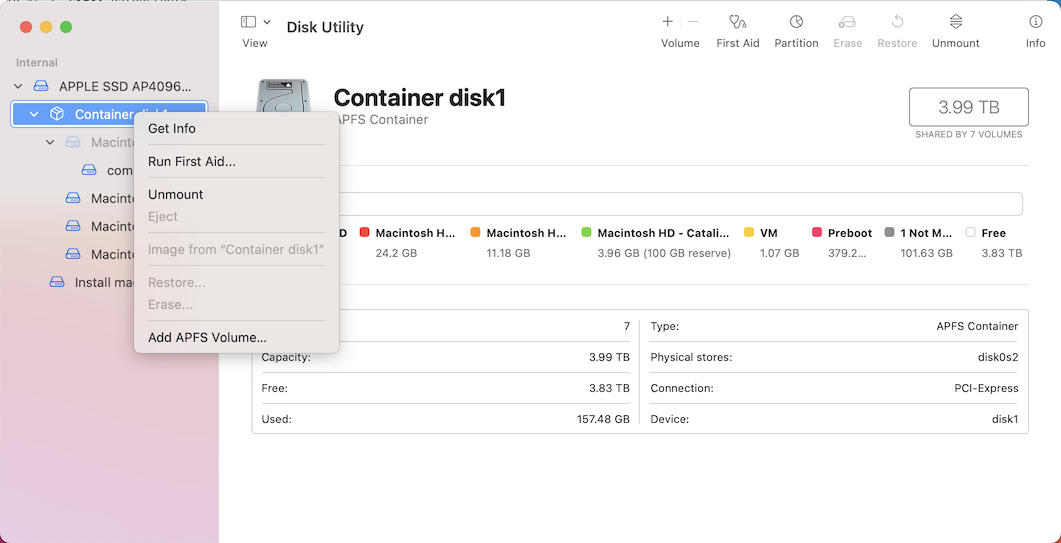 View
Disk Utility
Volume
First Aid
Partition
Erase
Restore
Unmount
Info
Internal
APPLE SSD AP4096...
Container
Macint
com
Macint
Macint
Macint
Install ma
Get Info
Run First Aid...
Unmount
Eject
Image from “Container disk1”
Restore...
Erase...
Add APFS Volume...
Container disk1
APFS Container
3.99 TB
SHARED BY 7 VOLUMES
D
Macintosh H...
24.2 GB
Macintosh H...
11.18 GB
Macintosh HD - Catali...
3.96 GB (100 GB reserve)
VM
1.07 GB
Preboot
379.2...
1 Not M...
101.63 GB
Free
3.83 TB
7
Capacity: 3.99 TB
Free: 3.83 TB
Used: 157.48 GB
Type: APFS Container
Physical stores: disk0s2
Connection: PCI-Express
Device: disk1